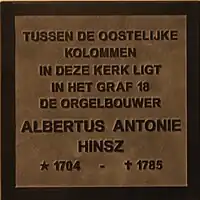 TUSSEN DE OOSTELIJKE
KOLOMMEN
IN DEZE KERK LIGT
IN HET GRAF 18
DE ORGELBOUWER
ALBERTUS ANTONIE
HINSZ
★ 1704 - † 1785